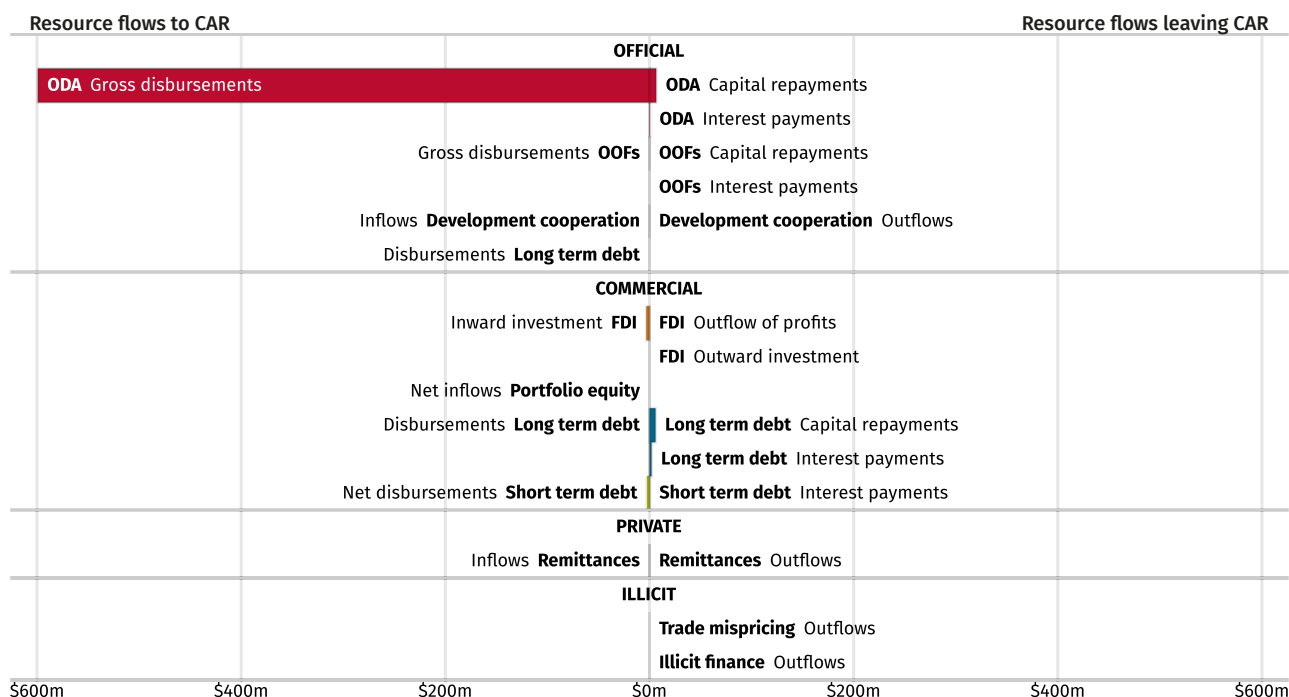 Resource flows to CAR Resource flows leaving CAR
OFFICIAL
ODA Gross disbursements ODA Capital repayments
ODA Interest payments
Gross disbursements OOFs OOFs Capital repayments
OOFs Interest payments
Inflows Development cooperation Development cooperation Outflows
Disbursements Long term debt
COMMERCIAL
Inward investment FDI FDI Outflow of profits
FDI Outward investment
Net inflows Portfolio equity
Disbursements Long term debt Long term debt Capital repayments
Long term debt Interest payments
Net disbursements Short term debt Short term debt Interest payments
PRIVATE
Inflows Remittances Remittances Outflows
ILLICIT
Trade mispricing Outflows
Illicit finance Outflows
$600m $400m $200m $0m $200m $400m $600m